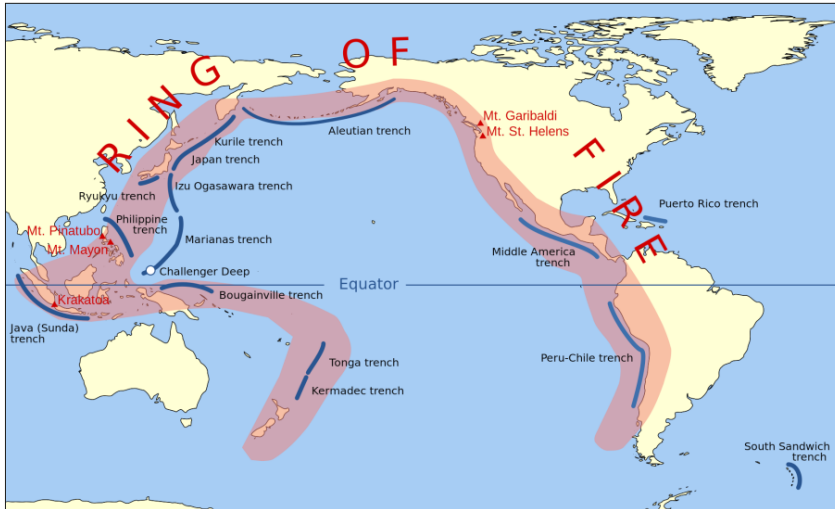 RING OF FIRE
Mt. Garibaldi
Mt. St. Helens
Aleutian trench
Kurile trench
Japan trench
Izu Ogasawara trench
Ryukyu trench
Puerto Rico trench
Philippine
trench
Mt. Pinatubo
Mt. Mayon
Marianas trench
Middle America
trench
Challenger Deep
Equator
Bougainville trench
Krakatoa
Java (Sunda)
trench
Tonga trench
Peru-Chile trench
Kermadec trench
South Sandwich
trench